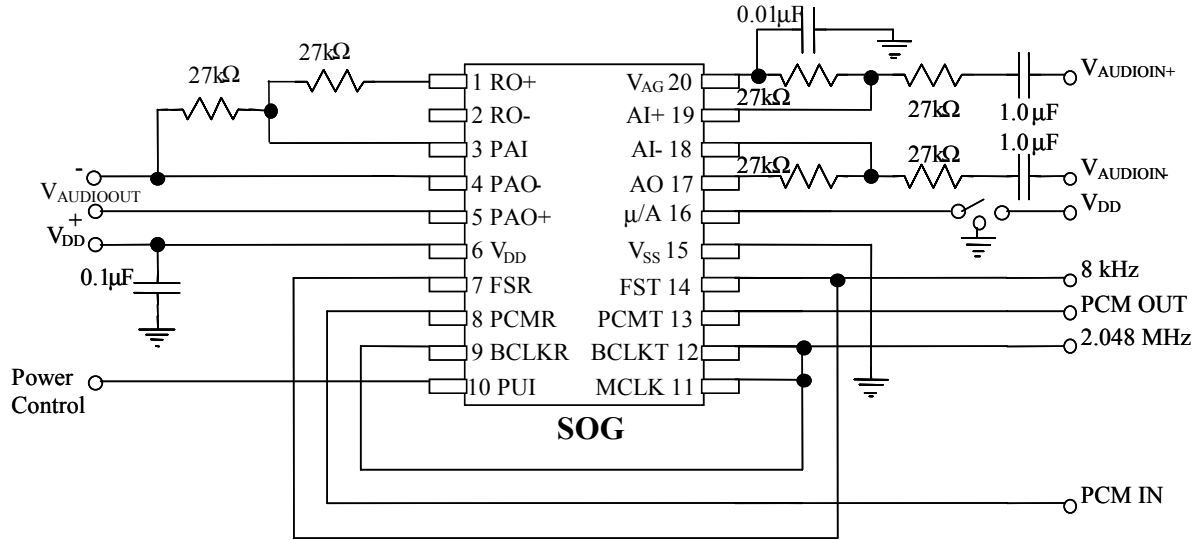 0.01μF
27kΩ
27kΩ
1 RO+
2 RO-
3 PAI
4 PAO-
5 PAO+
6 VDD
7 FSR
8 PCMR
9 BCLKR
10 PUI
VAG 20
AI+ 19
AI- 18
AO 17
μ/A 16
VSS 15
FST 14
PCMT 13
BCLKT 12
MCLK 11
SOG
-
VAUDIOOUT
+
VDD
0.1μF
Power
Control
27kΩ
27kΩ
1.0μF
VAUDIOIN+
27kΩ
27kΩ
1.0μF
VAUDIOIN-
VDD
8 kHz
PCM OUT
2.048 MHz
PCM IN